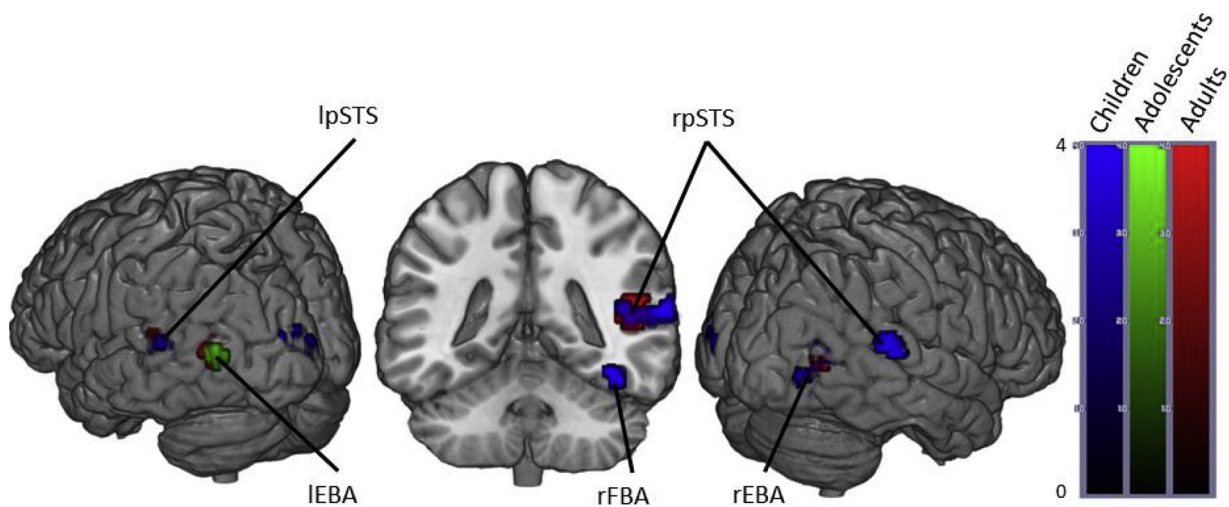 Children
Adolescents
Adults
lpSTS
rpSTS
4
lEBA
rFBA
rEBA
0